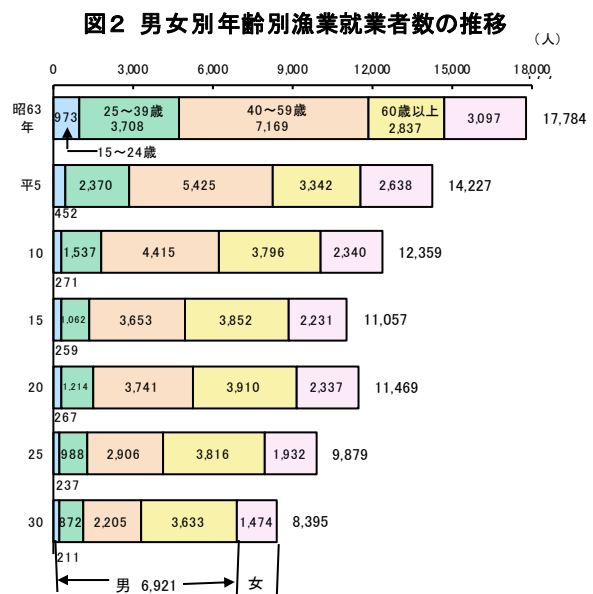 図2 男女別年齢別漁業就業者数の推移
（人）
0 3,000 6,000 9,000 12,000 15,000 18,000
昭63年 973 25～39歳 3,708 40～59歳 7,169 60歳以上 2,837 3,097 17,784
15～24歳
平5 2,370 5,425 3,342 2,638 14,227
452
10 1,537 4,415 3,796 2,340 12,359
271
15 1,062 3,653 3,852 2,231 11,057
259
20 1,214 3,741 3,910 2,337 11,469
267
25 988 2,906 3,816 1,932 9,879
237
30 872 2,205 3,633 1,474 8,395
211
男 6,921 女